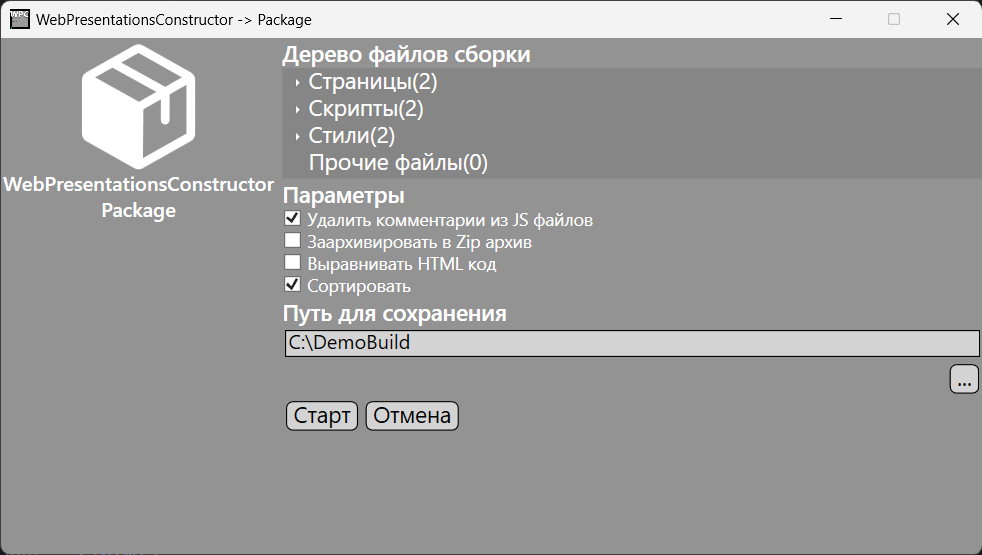 WPC
WebPresentationsConstructor -> Package
WebPresentationsConstructor
Package
Дерево файлов сборки
Страницы(2)
Скрипты(2)
Стили(2)
Прочие файлы(0)
Параметры
Удалить комментарии из JS файлов
Заархивировать в Zip архив
Выравнивать HTML код
Сортировать
Путь для сохранения
C:\DemoBuild
...
Старт Отмена